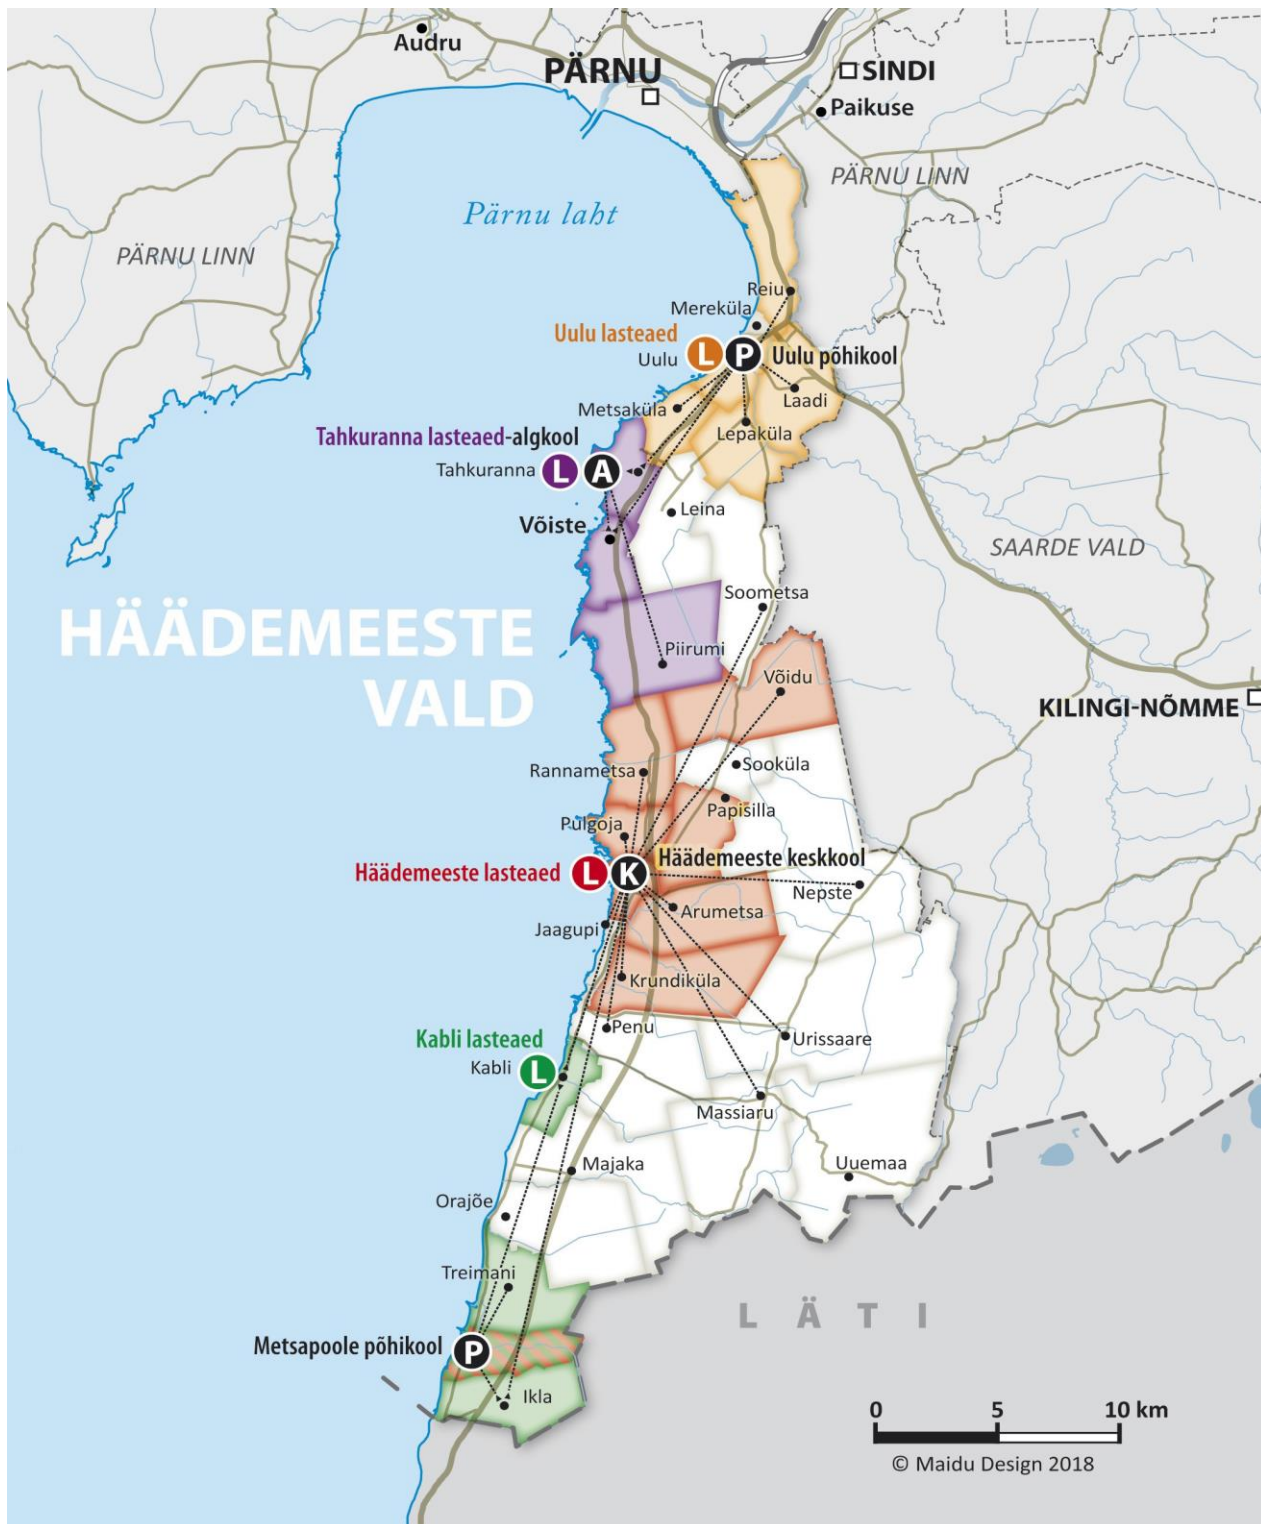 Audru
PÄRNU
SINDI
Paikuse
PÄRNU LINN
Pärnu laht
PÄRNU LINN
Reiu
Mereküla
Uulu lasteaed
Uulu
L
P
Uulu põhikool
Laadi
Metsaküla
Lepaküla
Tahkuranna lasteaed-algkool
Tahkuranna
L
A
Leina
Võiste
SAARDE VALD
HÄÄDEMEESTE
VALD
Soometsa
Piirumi
Võidu
KILINGI-NÕMME
Rannametsa
Sooküla
Papisilla
Pulgoja
Häädemeeste lasteaed
L
K
Häädemeeste keskkool
Nepste
Arumetsa
Jaagupi
Krundiküla
Penu
Urissaare
Kabli lasteaed
Kabli
L
Massiaru
Majaka
Uuemaa
Orajõe
Treimani
LÄTI
Metsapoole põhikool
P
Ikla
0 5 10 km
© Maidu Design 2018